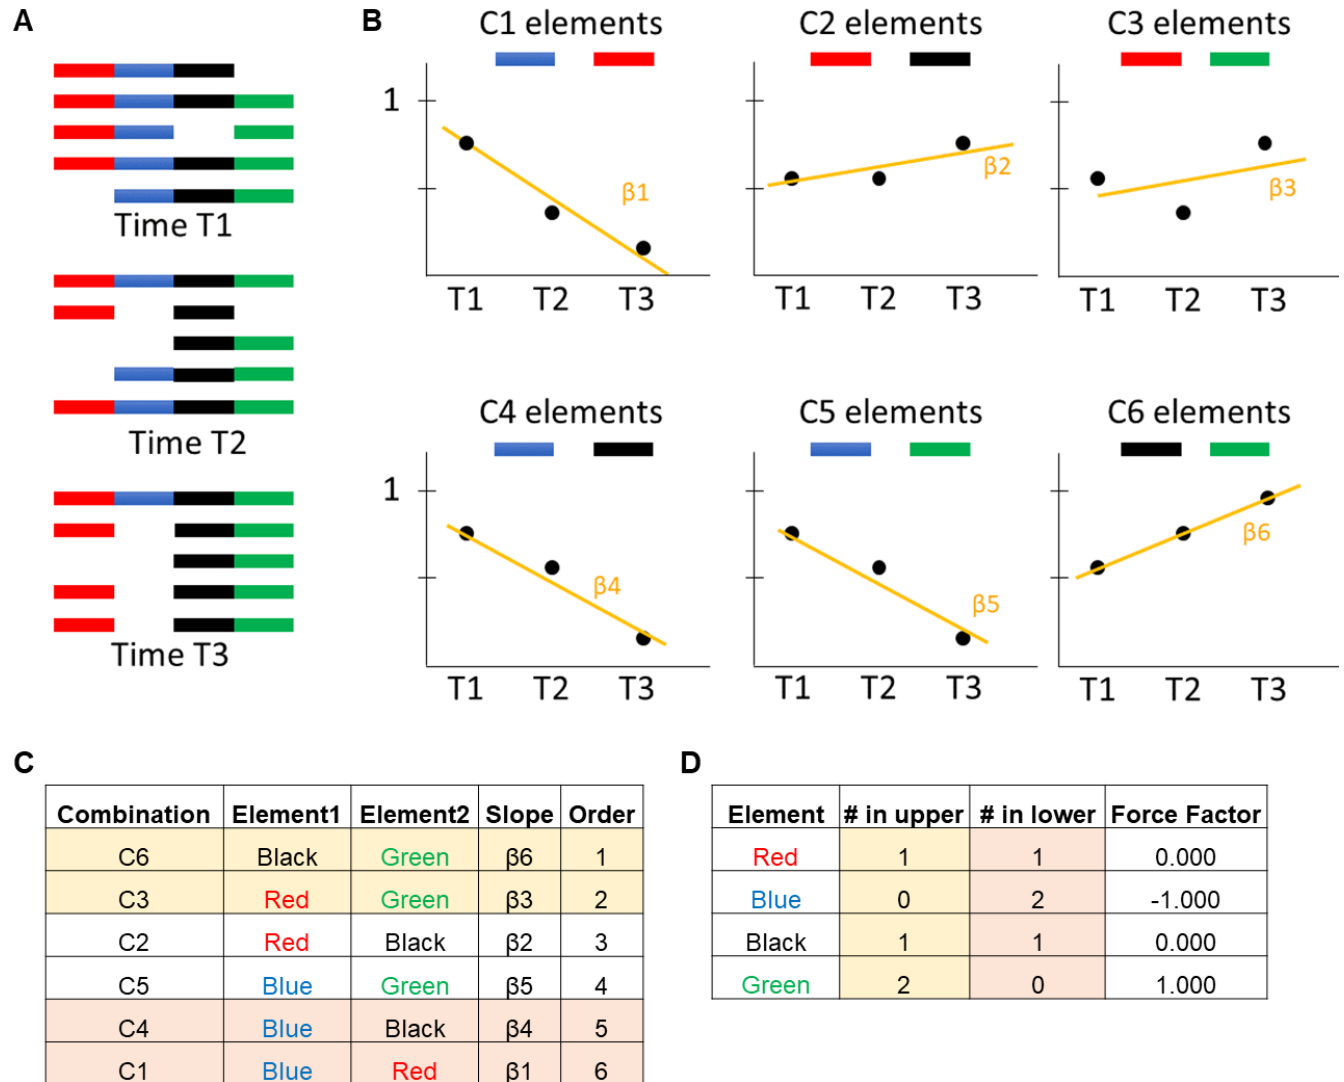 A
Time T1
Time T2
Time T3
B
C1 elements
C2 elements
C3 elements
1
β1
β2
β3
T1 T2 T3
T1 T2 T3
T1 T2 T3
C4 elements
C5 elements
C6 elements
1
β4
β5
β6
T1 T2 T3
T1 T2 T3
T1 T2 T3
C
Combination Element1 Element2 Slope Order
C6 Black Green β6 1
C3 Red Green β3 2
C2 Red Black β2 3
C5 Blue Green β5 4
C4 Blue Black β4 5
C1 Blue Red β1 6
D
Element # in upper # in lower Force Factor
Red 1 1 0.000
Blue 0 2 -1.000
Black 1 1 0.000
Green 2 0 1.000